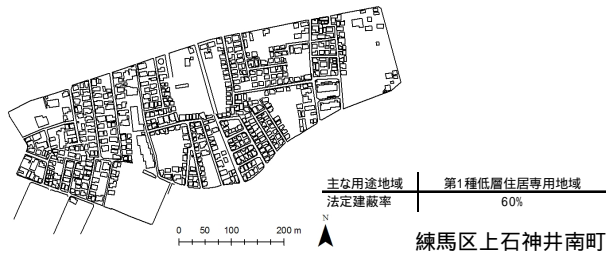 主な用途地域 第1種低層住居専用地域
法定建蔽率 60%
N
0 50 100 200 m
練馬区上石神井南町